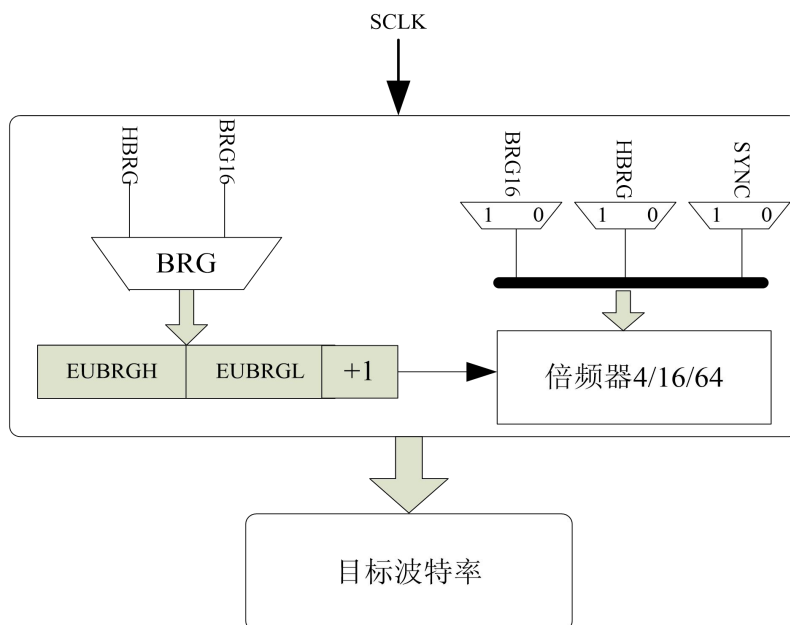 SCLK
HBRG
BRG16
BRG
EUBRGH
EUBRGL
+1
BRG16
1 0
HBRG
1 0
SYNC
1 0
倍频器4/16/64
目标波特率